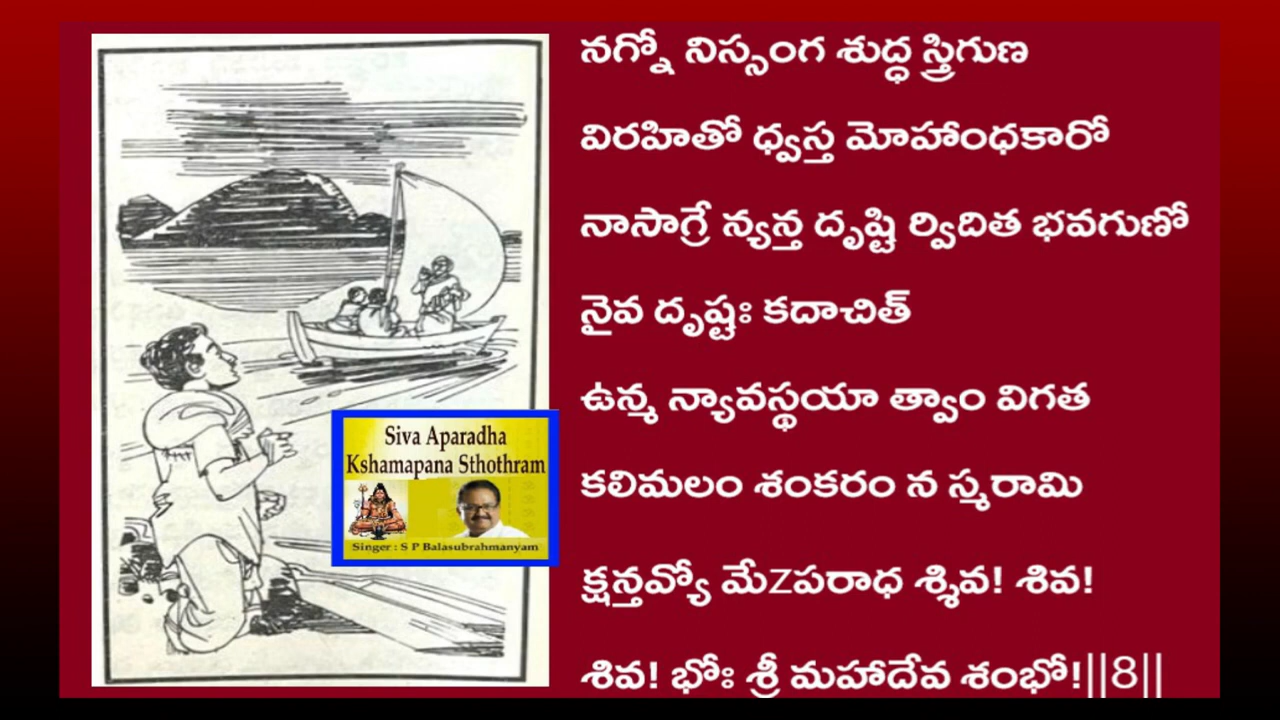 నగ్నో నిస్సంగ శుద్ధ స్త్రిగుణ
విరహితో ధ్వస్త మోహాంధకారో
నాసాగ్రే న్యన్త దృష్టి ర్విదిత భవగుణో
నైవ దృష్టః కదాచిత్
ఉన్మ న్యావస్థయా త్వాం విగత
కలిమలం శంకరం న స్మరామి
క్షన్తవ్యో మేzపరాధ శ్శివ! శివ!
శివ! భోః శ్రీ మహాదేవ శంభో!||8||
Siva Aparadha
Kshamapana Sthothram
Singer : S P Balasubrahmanyam